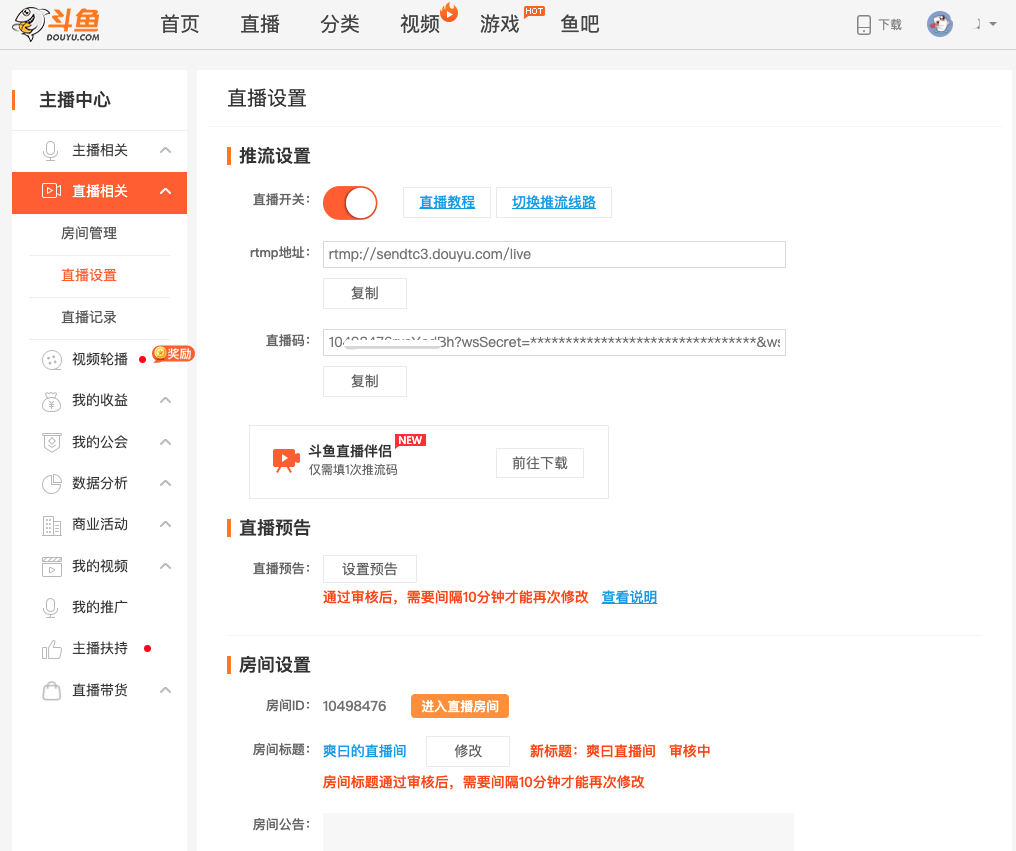 斗鱼
DOUYU.COM
首页
直播
分类
视频
游戏
HOT
鱼吧
下载
主播中心
主播相关
直播相关
房间管理
直播设置
直播记录
视频轮播
奖励
我的收益
我的公会
数据分析
商业活动
我的视频
我的推广
主播扶持
直播带货
直播设置
推流设置
直播开关：
直播教程
切换推流线路
rtmp地址：
rtmp://sendtc3.douyu.com/live
复制
直播码：
Bh?wsSecret=********************************&ws
复制
斗鱼直播伴侣
NEW
仅需填1次推流码
前往下载
直播预告
直播预告：
设置预告
通过审核后，需要间隔10分钟才能再次修改 查看说明
房间设置
房间ID： 10498476 进入直播房间
房间标题： 爽曰的直播间 修改 新标题：爽曰直播间 审核中
房间标题通过审核后，需要间隔10分钟才能再次修改
房间公告：